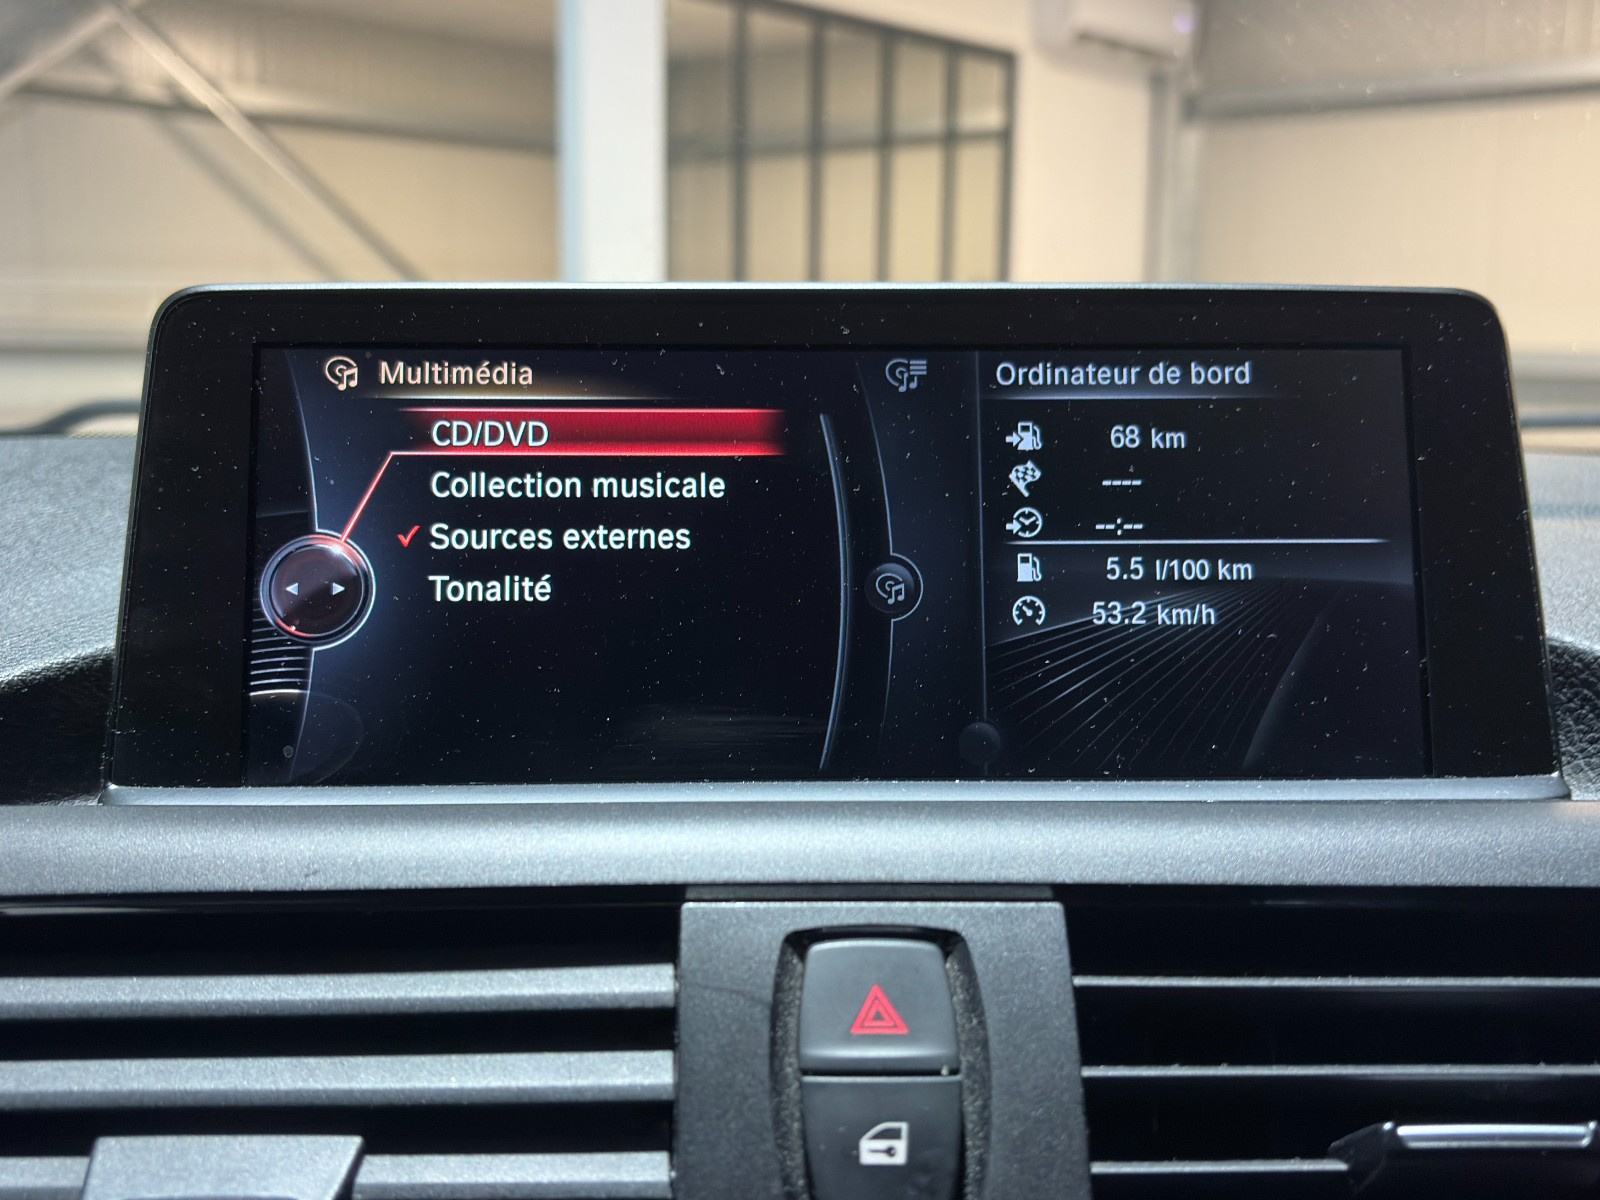 Multimédia
CD/DVD
Collection musicale
Sources externes
Tonalité
Ordinateur de bord
68 km
----
--:--
5.5 l/100 km
53.2 km/h